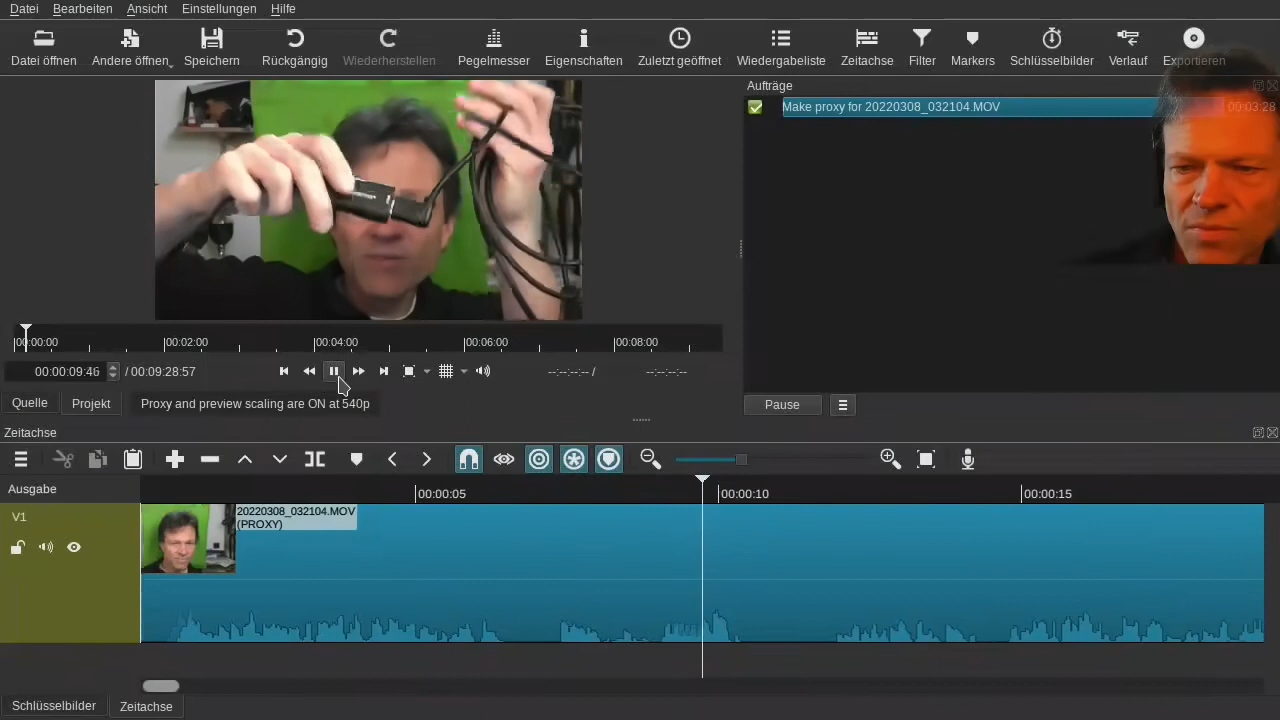 Datei Bearbeiten Ansicht Einstellungen Hilfe
Datei öffnen Andere öffnen Speichern Rückgängig Wiederherstellen Pegelmesser Eigenschaften Zuletzt geöffnet Wiedergabeliste Zeitachse Filter Markers Schlüsselbilder Verlauf Exportieren
Aufträge
Make proxy for 20220308_032104.MOV 00:03:28
00:00:00 00:02:00 00:04:00 00:06:00 00:08:00
00:00:09:46 / 00:09:28:57 --:--:--:-- / --:--:--:--
Quelle Projekt Proxy and preview scaling are ON at 540p
Pause
Zeitachse
Ausgabe 00:00:05 00:00:10 00:00:15
V1
20220308_032104.MOV
(PROXY)
Schlüsselbilder Zeitachse